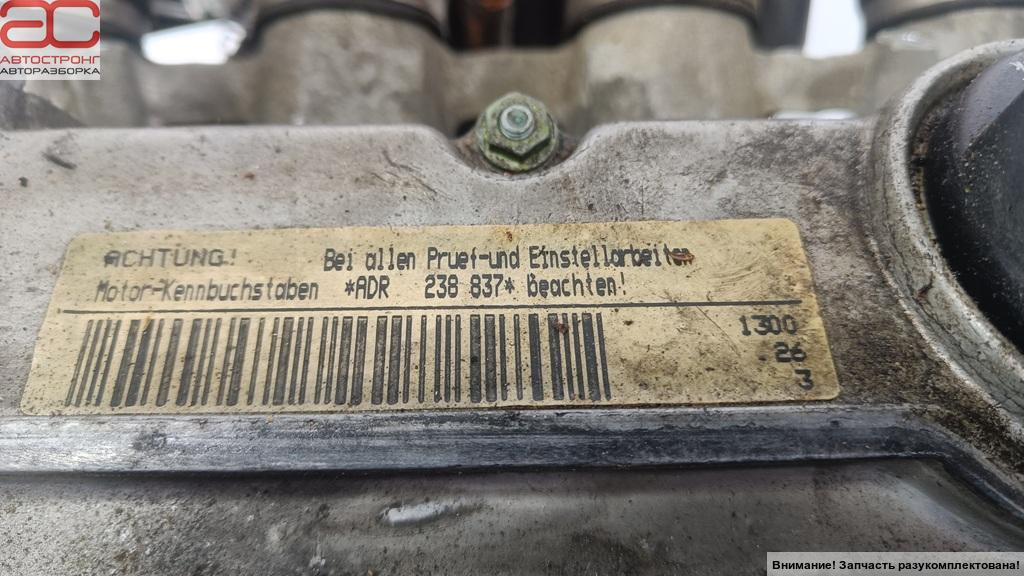 АС
АВТОСТРОНГ
АВТОРАЗБОРКА
ACHTUNG! Bei allen Pruef-und Einstellarbeiten
Motor-Kennbuchstaben *ADR 238 837* beachten!
1300
.26
3
Внимание! Запчасть разукомплектована!